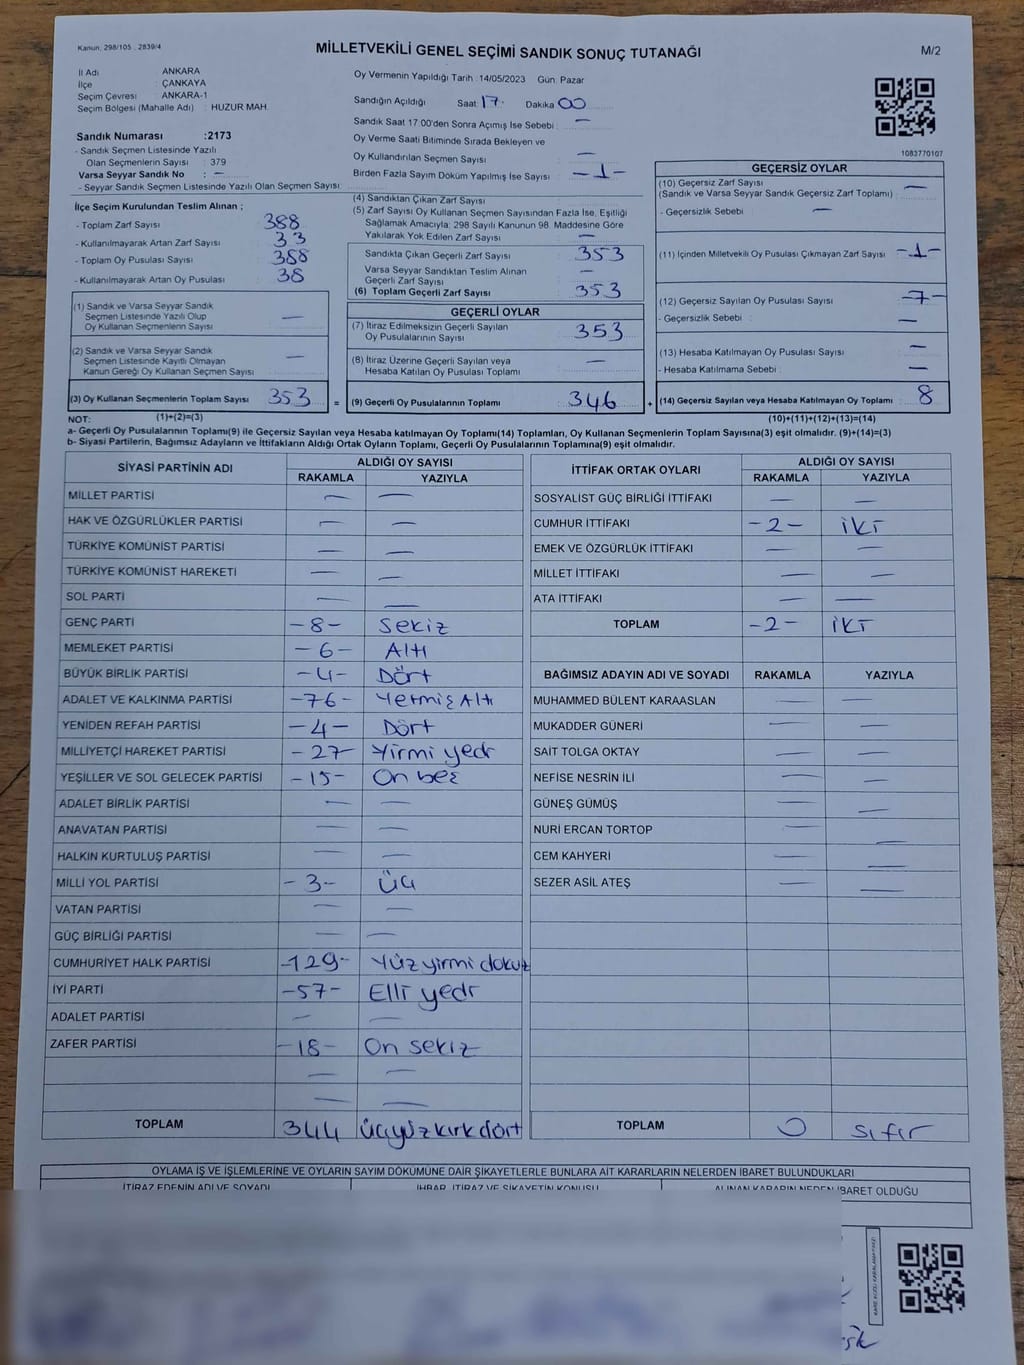 Kanun, 298/105 , 2839/4
MİLLETVEKİLİ GENEL SEÇİMİ SANDIK SONUÇ TUTANAĞI
M/2
İl Adı ANKARA
İlçe ÇANKAYA
Seçim Çevresi ANKARA-1
Seçim Bölgesi (Mahalle Adı) : HUZUR MAH.
Sandık Numarası :2173
- Sandık Seçmen Listesinde Yazılı
Olan Seçmenlerin Sayısı : 379
Varsa Seyyar Sandık No : —
- Seyyar Sandık Seçmen Listesinde Yazılı Olan Seçmen Sayısı:
İlçe Seçim Kurulundan Teslim Alınan ;
- Toplam Zarf Sayısı : 388
- Kullanılmayarak Artan Zarf Sayısı : 33
- Toplam Oy Pusulası Sayısı : 388
- Kullanılmayarak Artan Oy Pusulası : 38
(1) Sandık ve Varsa Seyyar Sandık
Seçmen Listesinde Yazılı Olup
Oy Kullanan Seçmenlerin Sayısı —
(2) Sandık ve Varsa Seyyar Sandık
Seçmen Listesinde Kayıtlı Olmayan
Kanun Gereği Oy Kullanan Seçmen Sayısı —
(3) Oy Kullanan Seçmenlerin Toplam Sayısı 353 =
Oy Vermenin Yapıldığı Tarih : 14/05/2023 Gün: Pazar
Sandığın Açıldığı Saat 17 Dakika 00
Sandık Saat 17:00'den Sonra Açımış İse Sebebi : —
Oy Verme Saati Bitiminde Sırada Bekleyen ve
Oy Kullandırılan Seçmen Sayısı : —
Birden Fazla Sayım Döküm Yapılmış İse Sayısı : -1-
(4) Sandıktan Çıkan Zarf Sayısı
(5) Zarf Sayısı Oy Kullanan Seçmen Sayısından Fazla İse, Eşitliği
Sağlamak Amacıyla; 298 Sayılı Kanunun 98. Maddesine Göre
Yakılarak Yok Edilen Zarf Sayısı : —
Sandıkta Çıkan Geçerli Zarf Sayısı : 353
Varsa Seyyar Sandıktan Teslim Alınan
Geçerli Zarf Sayısı : —
(6) Toplam Geçerli Zarf Sayısı : 353
GEÇERLİ OYLAR
(7) İtiraz Edilmeksizin Geçerli Sayılan
Oy Pusulalarının Sayısı : 353
(8) İtiraz Üzerine Geçerli Sayılan veya
Hesaba Katılan Oy Pusulası Toplamı : —
(9) Geçerli Oy Pusulalarının Toplamı : 346 +
1083770107
GEÇERSİZ OYLAR
(10) Geçersiz Zarf Sayısı
(Sandık ve Varsa Seyyar Sandık Geçersiz Zarf Toplamı) : —
- Geçersizlik Sebebi : —
(11) İçinden Milletvekili Oy Pusulası Çıkmayan Zarf Sayısı : -1-
(12) Geçersiz Sayılan Oy Pusulası Sayısı : -7-
- Geçersizlik Sebebi : —
(13) Hesaba Katılmayan Oy Pusulası Sayısı : —
- Hesaba Katılmama Sebebi : —
(14) Geçersiz Sayılan veya Hesaba Katılmayan Oy Toplamı : 8
NOT: (1)+(2)=(3) (10)+(11)+(12)+(13)=(14)
a- Geçerli Oy Pusulalarının Toplamı(9) ile Geçersiz Sayılan veya Hesaba katılmayan Oy Toplamı(14) Toplamları, Oy Kullanan Seçmenlerin Toplam Sayısına(3) eşit olmalıdır. (9)+(14)=(3)
b- Siyasi Partilerin, Bağımsız Adayların ve İttifakların Aldığı Ortak Oyların Toplamı, Geçerli Oy Pusulalarının Toplamına(9) eşit olmalıdır.
SİYASİ PARTİNİN ADI ALDIĞI OY SAYISI
RAKAMLA YAZIYLA
MİLLET PARTİSİ — —
HAK VE ÖZGÜRLÜKLER PARTİSİ — —
TÜRKİYE KOMÜNİST PARTİSİ — —
TÜRKİYE KOMÜNİST HAREKETİ — —
SOL PARTİ — —
GENÇ PARTİ -8- Sekiz
MEMLEKET PARTİSİ -6- Altı
BÜYÜK BİRLİK PARTİSİ -4- Dört
ADALET VE KALKINMA PARTİSİ -76- Yetmiş Altı
YENİDEN REFAH PARTİSİ -4- Dört
MİLLİYETÇİ HAREKET PARTİSİ -27- Yirmi yedi
YEŞİLLER VE SOL GELECEK PARTİSİ -15- On beş
ADALET BİRLİK PARTİSİ — —
ANAVATAN PARTİSİ — —
HALKIN KURTULUŞ PARTİSİ — —
MİLLİ YOL PARTİSİ -3- üç
VATAN PARTİSİ — —
GÜÇ BİRLİĞİ PARTİSİ — —
CUMHURİYET HALK PARTİSİ -129- Yüz yirmi dokuz
İYİ PARTİ -57- Elli yedi
ADALET PARTİSİ — —
ZAFER PARTİSİ -18- On sekiz
— —
— —
TOPLAM 344 üçyüzkırkdört
İTTİFAK ORTAK OYLARI ALDIĞI OY SAYISI
RAKAMLA YAZIYLA
SOSYALİST GÜÇ BİRLİĞİ İTTİFAKI — —
CUMHUR İTTİFAKI -2- iki
EMEK VE ÖZGÜRLÜK İTTİFAKI — —
MİLLET İTTİFAKI — —
ATA İTTİFAKI — —
TOPLAM -2- iki
BAĞIMSIZ ADAYIN ADI VE SOYADI RAKAMLA YAZIYLA
MUHAMMED BÜLENT KARAASLAN — —
MUKADDER GÜNERİ — —
SAİT TOLGA OKTAY — —
NEFİSE NESRİN İLİ — —
GÜNEŞ GÜMÜŞ — —
NURİ ERCAN TORTOP — —
CEM KAHYERİ — —
SEZER ASİL ATEŞ — —
TOPLAM 0 sıfır
OYLAMA İŞ VE İŞLEMLERİNE VE OYLARIN SAYIM DÖKÜMÜNE DAİR ŞİKAYETLERLE BUNLARA AİT KARARLARIN NELERDEN İBARET BULUNDUKLARI
İTİRAZ EDENİN ADI VE SOYADI İHBAR, İTİRAZ VE ŞİKAYETİN KONUSU ALINAN KARARIN NEDEN İBARET OLDUĞU